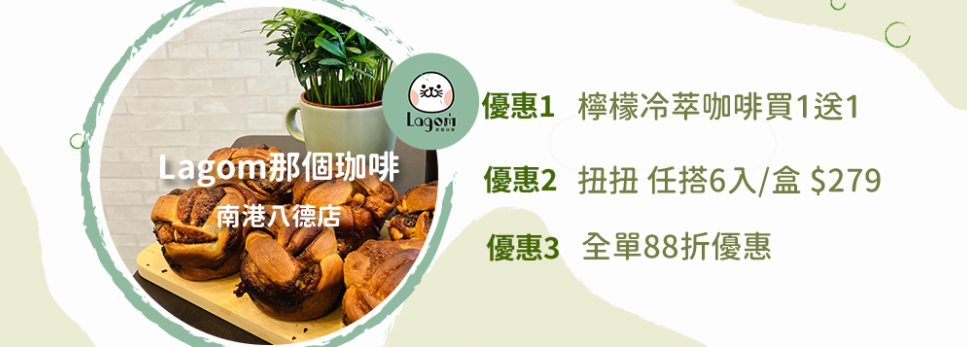 Lagom那個珈啡
南港八德店
Lagom
優惠1 檸檬冷萃咖啡買1送1
優惠2 扭扭 任搭6入/盒 $279
優惠3 全單88折優惠